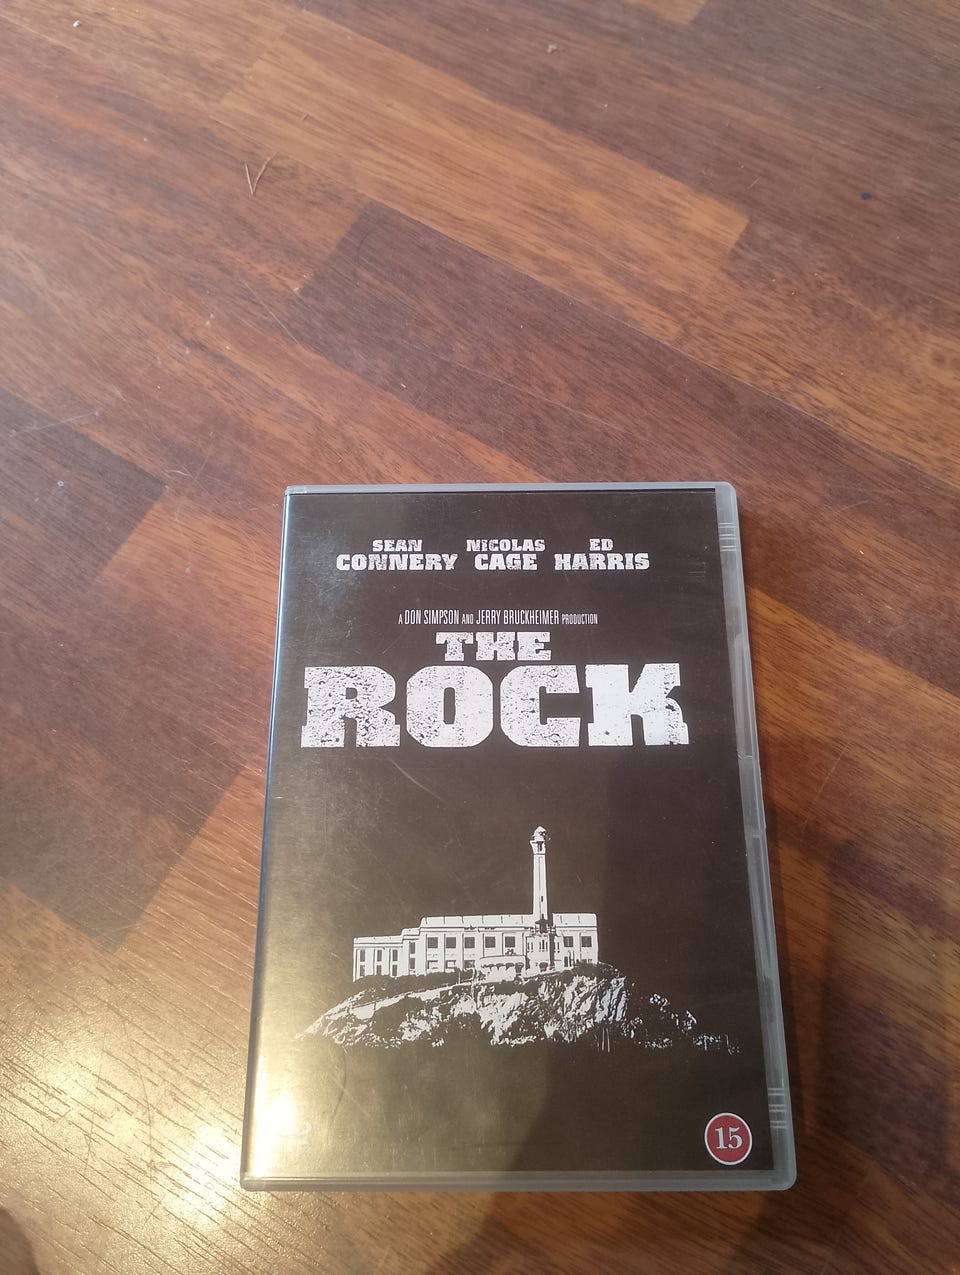 SEAN NICOLAS ED
CONNERY CAGE HARRIS
A DON SIMPSON AND JERRY BRUCKHEIMER PRODUCTION
THE
ROCK
15